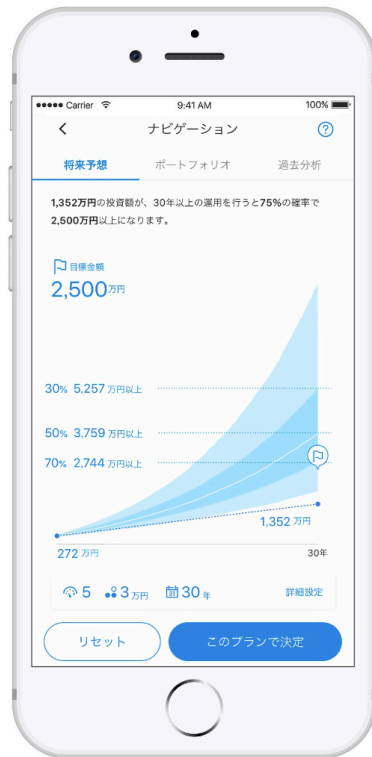 Carrier 9:41 AM 100%
ナビゲーション ?
将来予想 ポートフォリオ 過去分析
1,352万円の投資額が、30年以上の運用を行うと75%の確率で
2,500万円以上になります。
目標金額
2,500万円
30% 5,257 万円以上
50% 3,759 万円以上
70% 2,744 万円以上
1,352 万円
272 万円 30年
5 3万円 31 30年 詳細設定
リセット このプランで決定